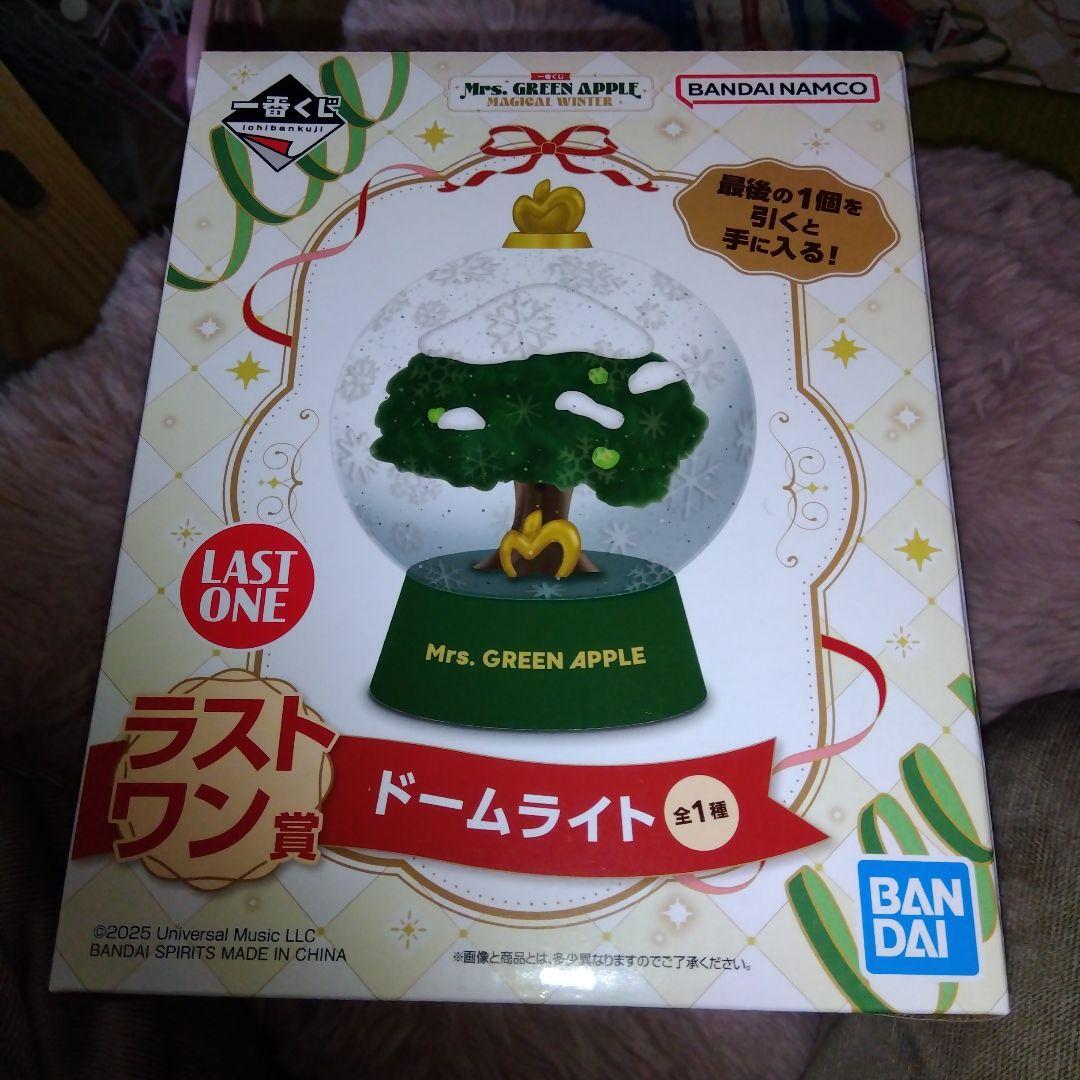 一番くじ
ichibankuji
一番くじ
Mrs. GREEN APPLE
MAGICAL WINTER
BANDAI NAMCO
最後の1個を
引くと
手に入る!
Mrs. GREEN APPLE
LAST
ONE
ラスト
ワン賞
ドームライト
全1種
©2025 Universal Music LLC
BANDAI SPIRITS MADE IN CHINA
※画像と商品とは、多少異なりますのでご了承ください。
BAN
DAI